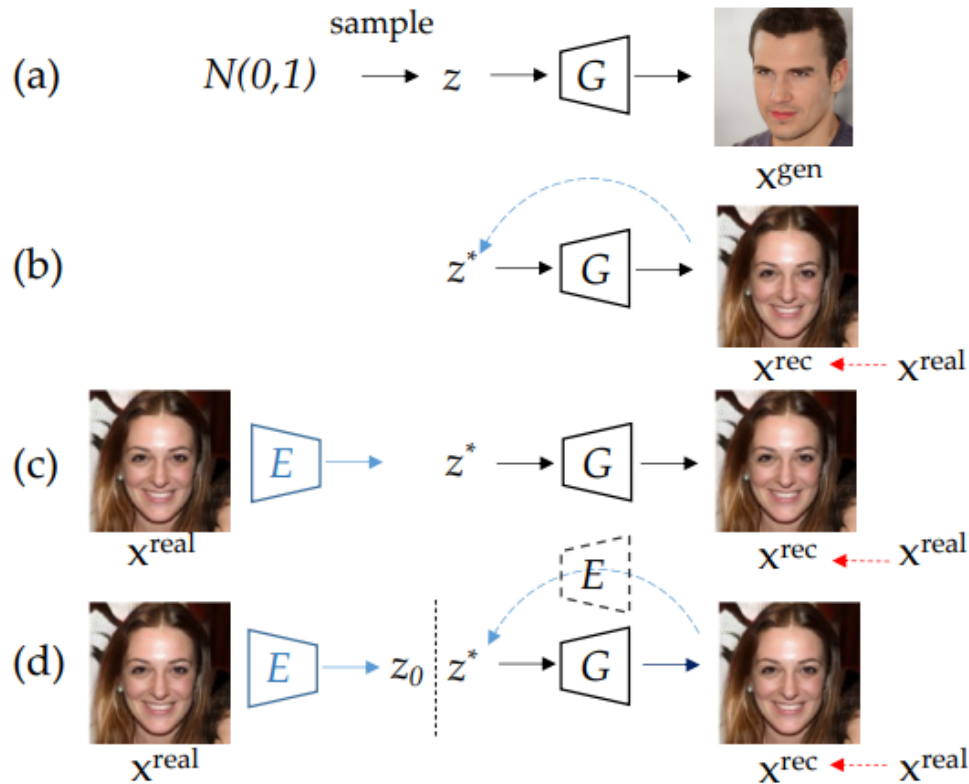 sample
(a) N(0,1) z G
x^gen
(b) z* G
x^rec x^real
(c) E z* G
x^real x^rec x^real
E
(d) E z₀ z* G
x^real x^rec x^real